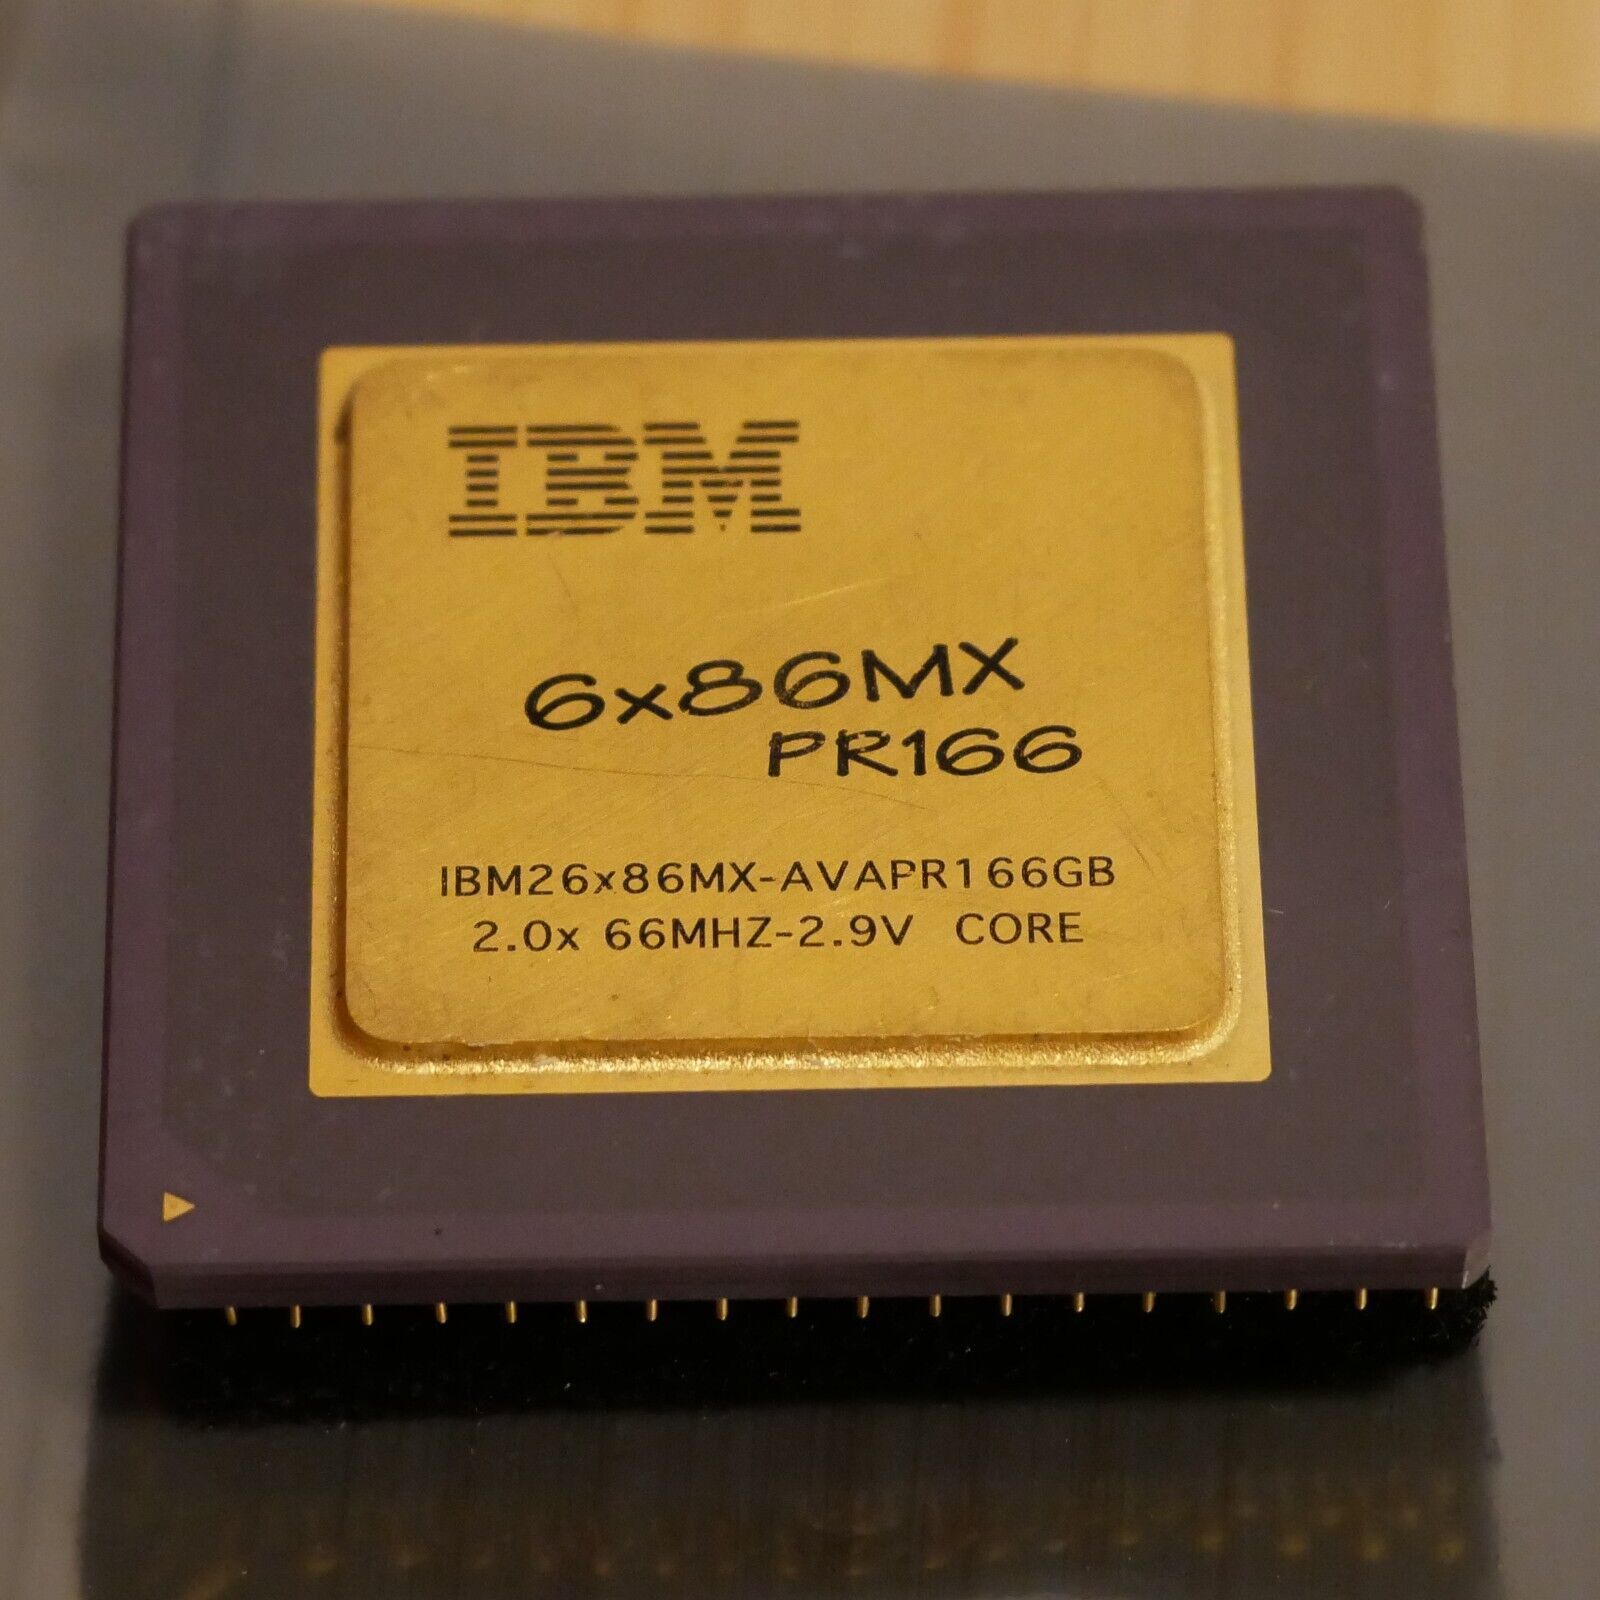 IBM
6x86MX
PR166
IBM26x86MX-AVAPR166GB
2.0x 66MHZ-2.9V CORE